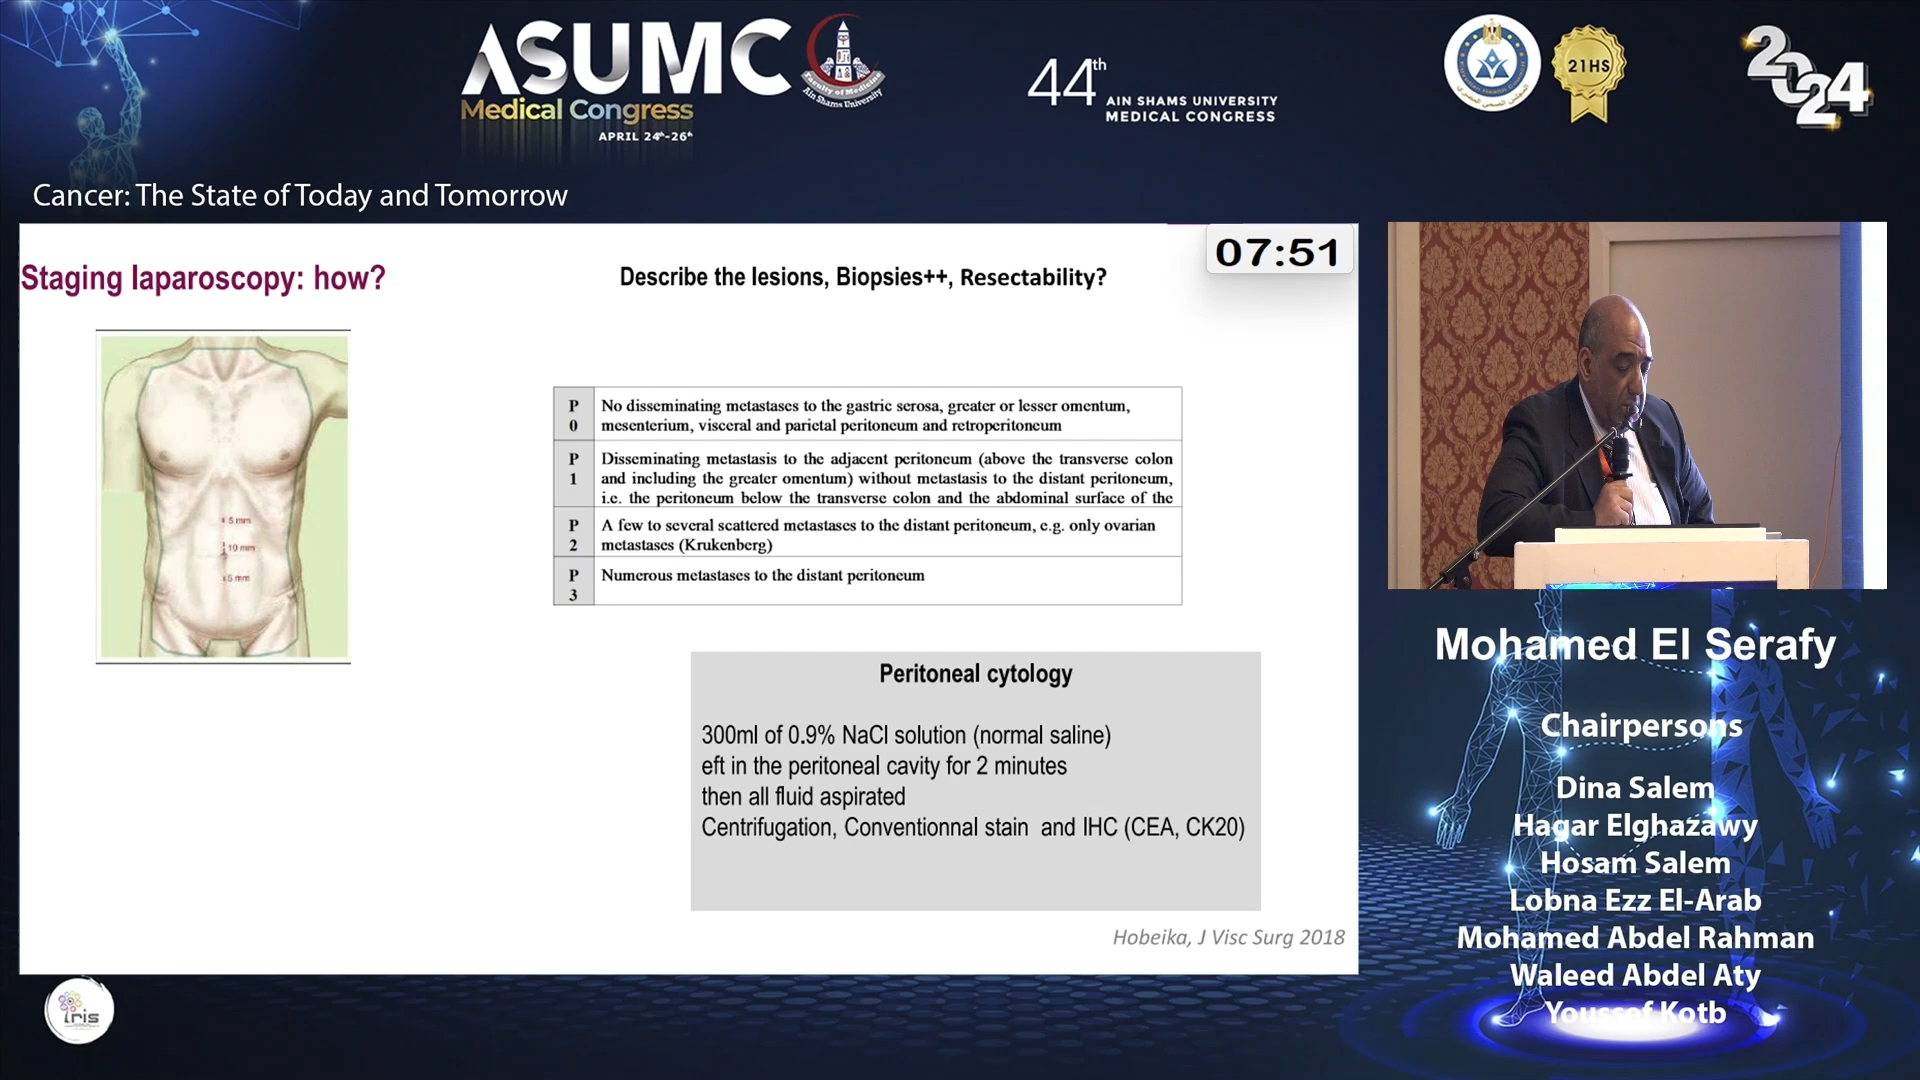 ASUMC
Medical Congress
APRIL 24th-26th
Faculty of Medicine
Ain Shams University
44th
AIN SHAMS UNIVERSITY
MEDICAL CONGRESS
21HS
2024
Cancer: The State of Today and Tomorrow
07:51
Staging laparoscopy: how?
Describe the lesions, Biopsies++, Resectability?
5 mm
10 mm
5 mm
P 0 No disseminating metastases to the gastric serosa, greater or lesser omentum,
mesenterium, visceral and parietal peritoneum and retroperitoneum
P 1 Disseminating metastasis to the adjacent peritoneum (above the transverse colon
and including the greater omentum) without metastasis to the distant peritoneum,
i.e. the peritoneum below the transverse colon and the abdominal surface of the
P 2 A few to several scattered metastases to the distant peritoneum, e.g. only ovarian
metastases (Krukenberg)
P 3 Numerous metastases to the distant peritoneum
Peritoneal cytology
300ml of 0.9% NaCl solution (normal saline)
eft in the peritoneal cavity for 2 minutes
then all fluid aspirated
Centrifugation, Conventionnal stain and IHC (CEA, CK20)
Hobeika, J Visc Surg 2018
Mohamed El Serafy
Chairpersons
Dina Salem
Hagar Elghazawy
Hosam Salem
Lobna Ezz El-Arab
Mohamed Abdel Rahman
Waleed Abdel Aty
Youssef Kotb
iris